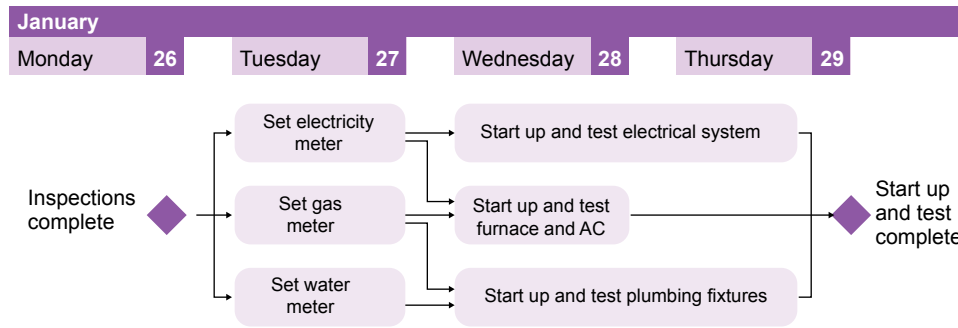 January
Monday 26 Tuesday 27 Wednesday 28 Thursday 29
Set electricity
meter
Start up and test electrical system
Inspections
complete
Set gas
meter
Start up and test
furnace and AC
Start up
and test
complete
Set water
meter
Start up and test plumbing fixtures